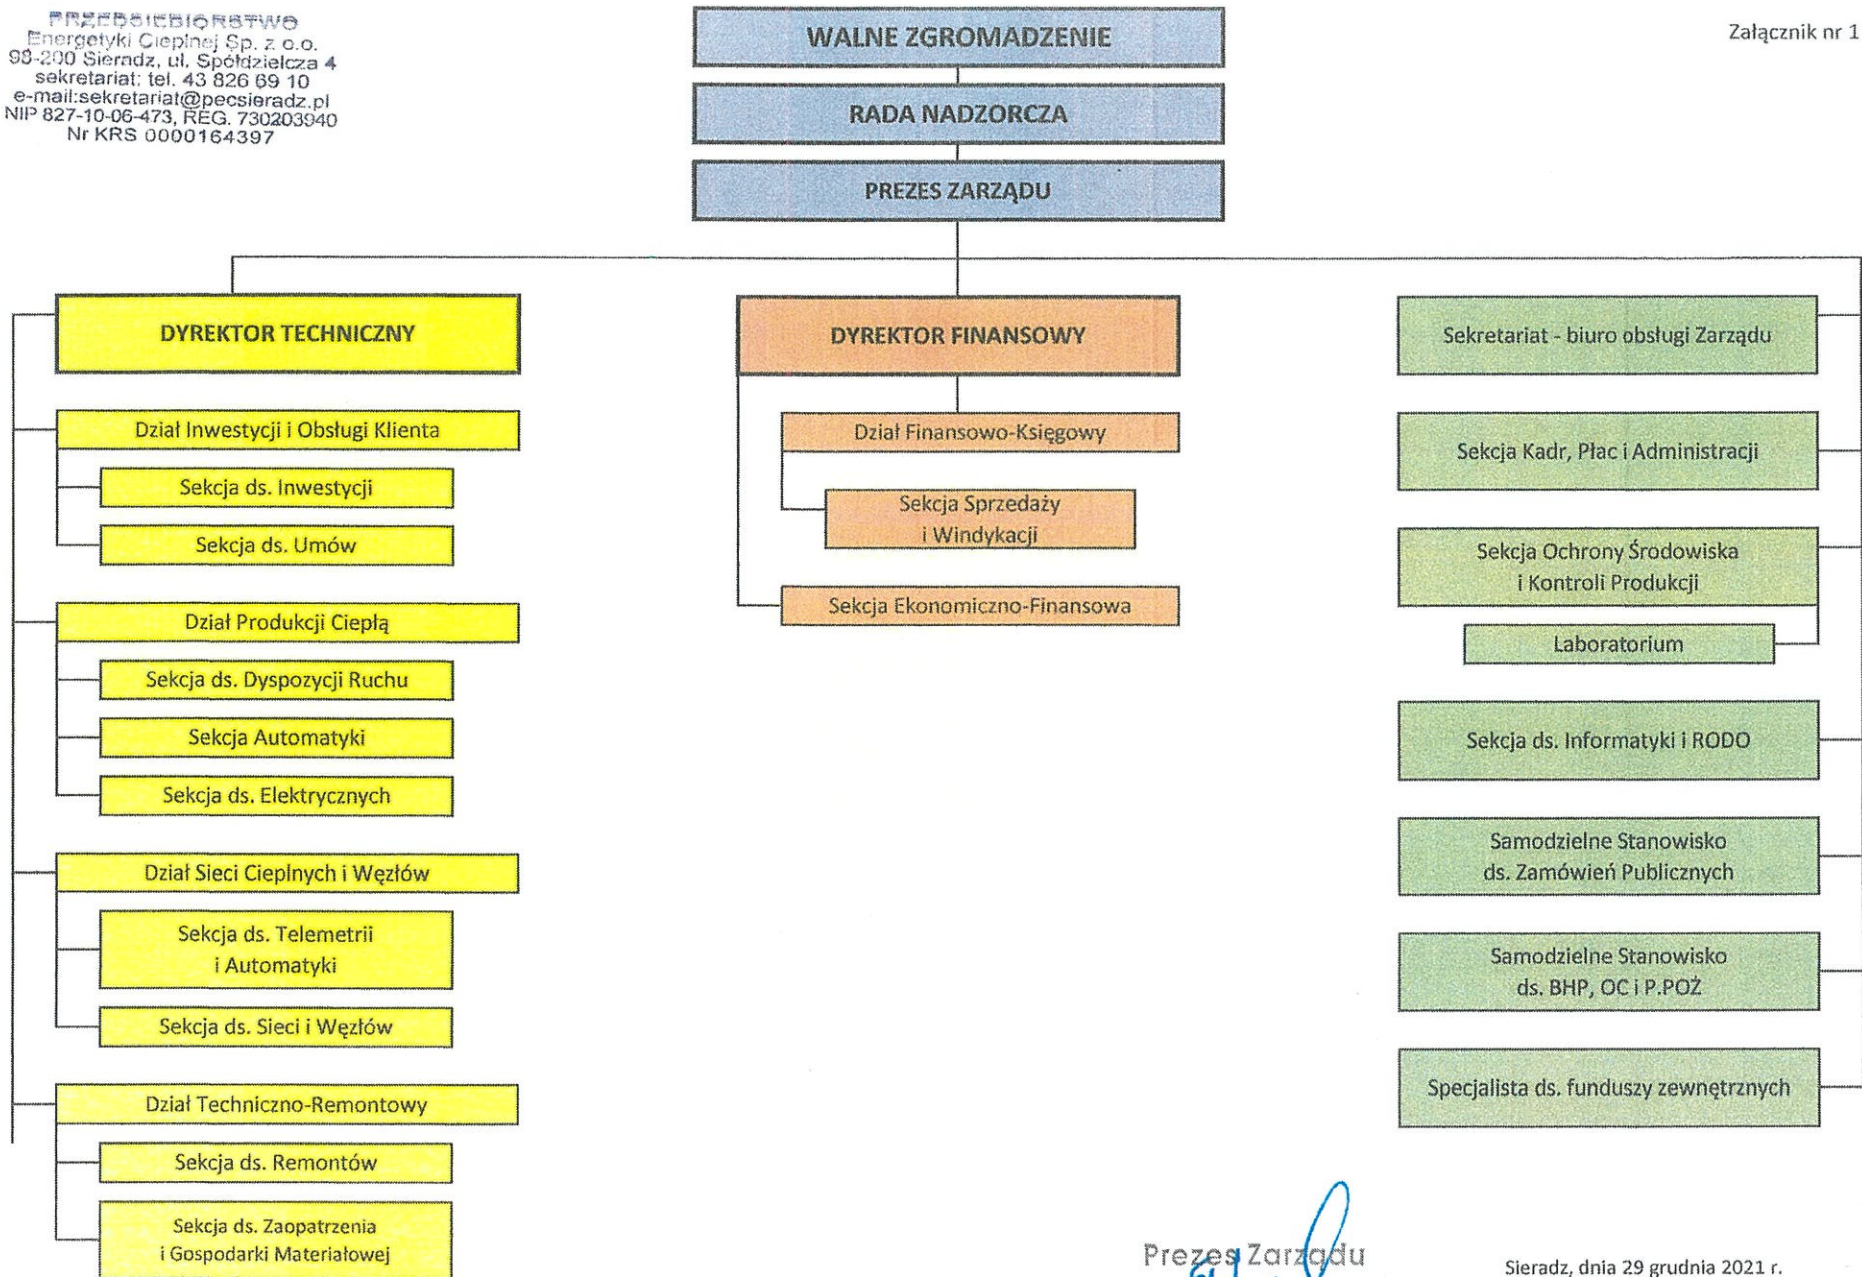 PRZEDSIĘBIORSTWO
Energetyki Cieplnej Sp. z o.o.
98-200 Sieradz, ul. Spółdzielcza 4
sekretariat: tel. 43 826 69 10
e-mail:sekretariat@pecsieradz.pl
NIP 827-10-06-473, REG. 730203940
Nr KRS 0000164397
Załącznik nr 1
WALNE ZGROMADZENIE
RADA NADZORCZA
PREZES ZARZĄDU
DYREKTOR TECHNICZNY
Dział Inwestycji i Obsługi Klienta
Sekcja ds. Inwestycji
Sekcja ds. Umów
Dział Produkcji Ciepłą
Sekcja ds. Dyspozycji Ruchu
Sekcja Automatyki
Sekcja ds. Elektrycznych
Dział Sieci Cieplnych i Węzłów
Sekcja ds. Telemetrii
i Automatyki
Sekcja ds. Sieci i Węzłów
Dział Techniczno-Remontowy
Sekcja ds. Remontów
Sekcja ds. Zaopatrzenia
i Gospodarki Materiałowej
DYREKTOR FINANSOWY
Dział Finansowo-Księgowy
Sekcja Sprzedaży
i Windykacji
Sekcja Ekonomiczno-Finansowa
Sekretariat - biuro obsługi Zarządu
Sekcja Kadr, Płac i Administracji
Sekcja Ochrony Środowiska
i Kontroli Produkcji
Laboratorium
Sekcja ds. Informatyki i RODO
Samodzielne Stanowisko
ds. Zamówień Publicznych
Samodzielne Stanowisko
ds. BHP, OC i P.POŻ
Specjalista ds. funduszy zewnętrznych
Prezes Zarządu
Sieradz, dnia 29 grudnia 2021 r.